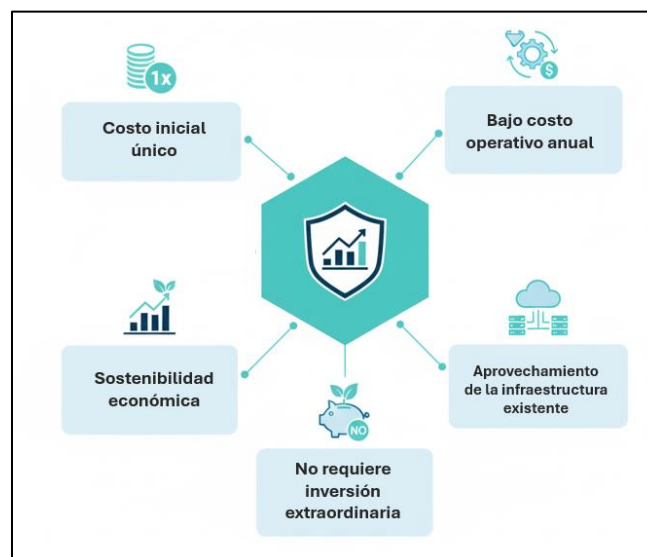 1x
Costo inicial
único
$
Bajo costo
operativo anual
Sostenibilidad
económica
Aprovechamiento
de la infraestructura
existente
NO
No requiere
inversión
extraordinaria